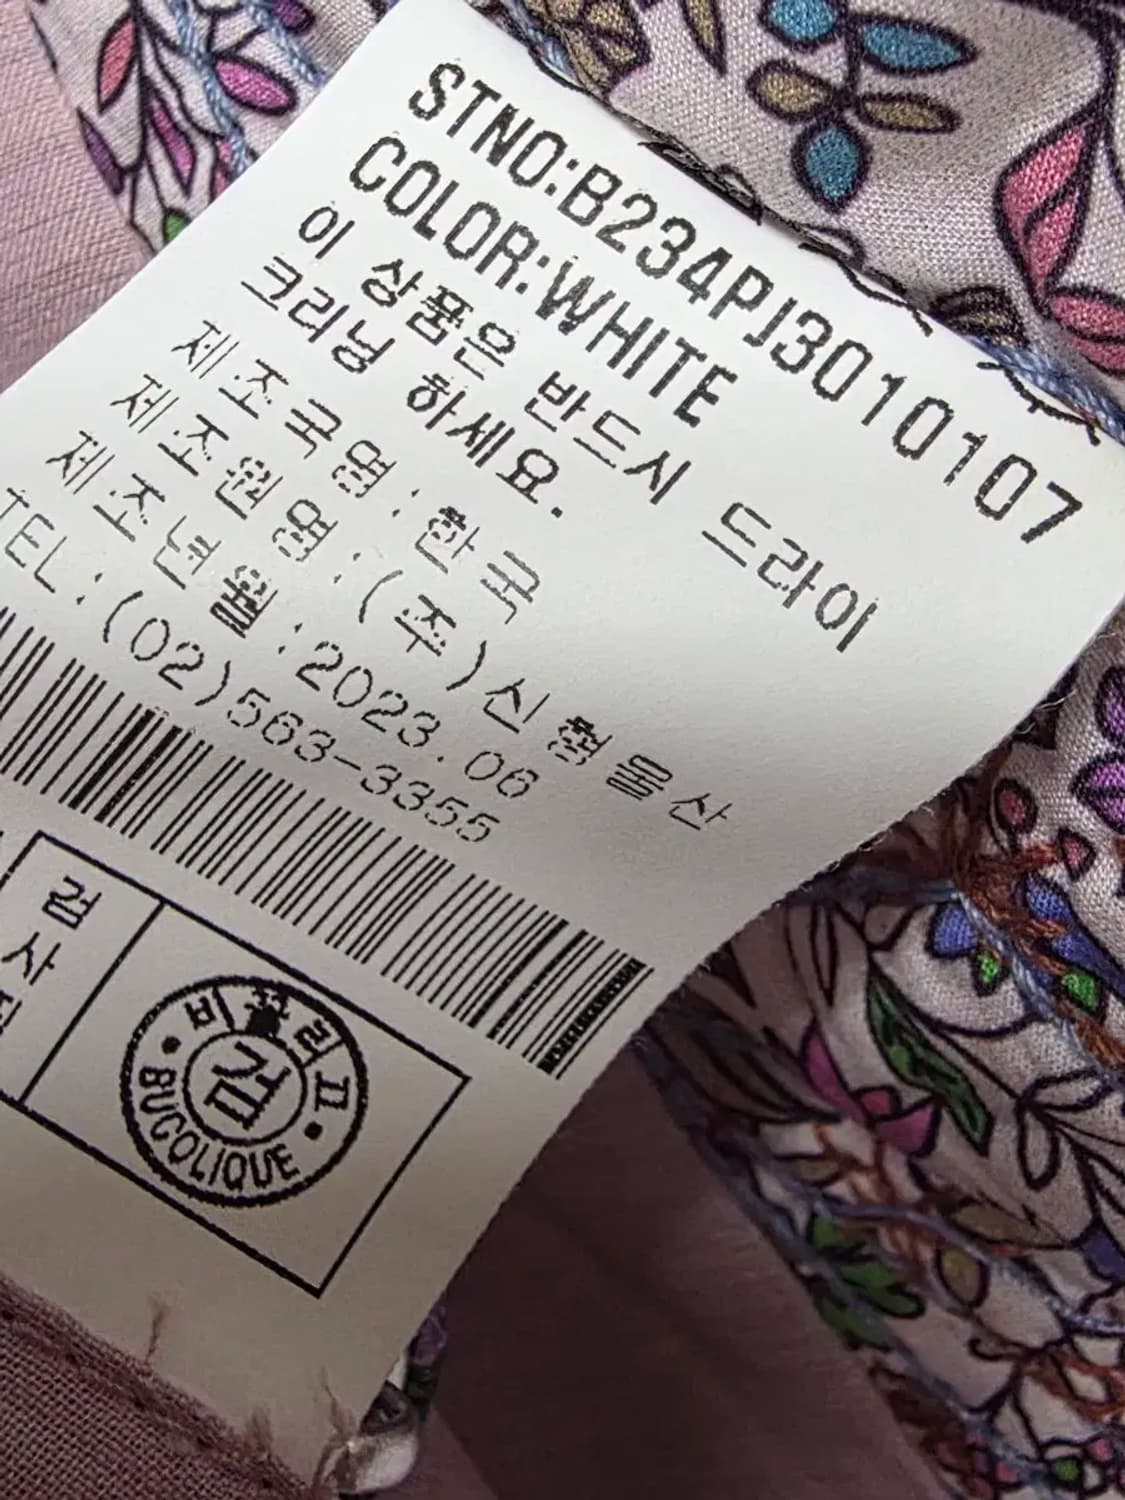 STNO:B234PJ3010107
COLOR:WHITE
이 상품은 반드시 드라이
크리닝 하세요.
제조국명:한국
제조원명:(주)신 물산
제조년월:2023.06
TEL:(02)563-3355
검
사
비꼴리끄
검
BUCOLIQUE